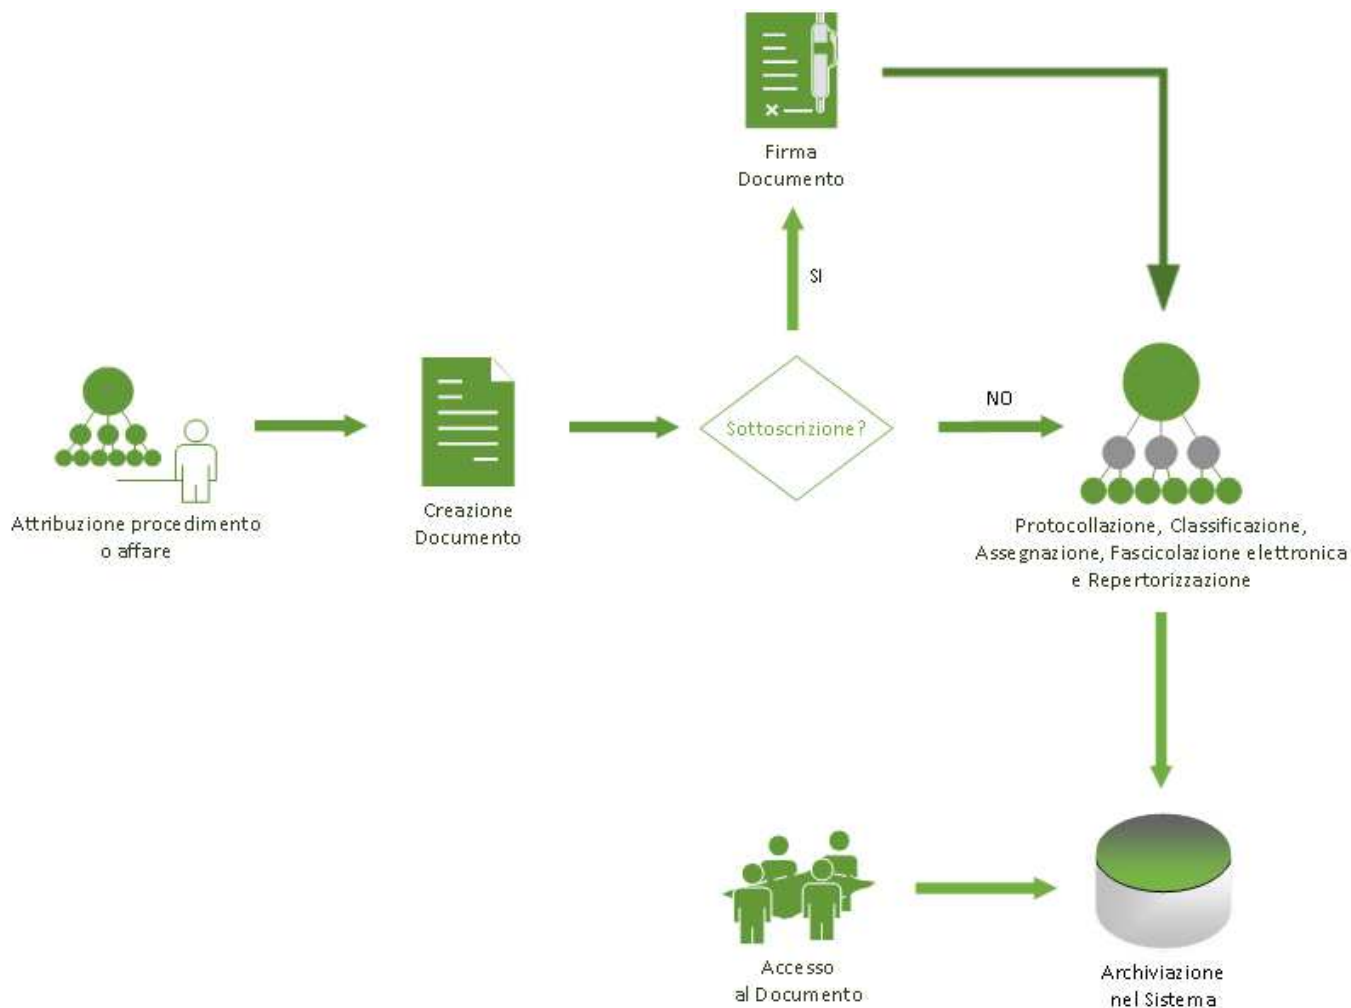 Firma
Documento
SI
Sottoscrizione?
NO
Attribuzione procedimento
o affare
Creazione
Documento
Protocollazione, Classificazione,
Assegnazione, Fascicolazione elettronica
e Repertorizzazione
Accesso
al Documento
Archiviazione
nel Sistema